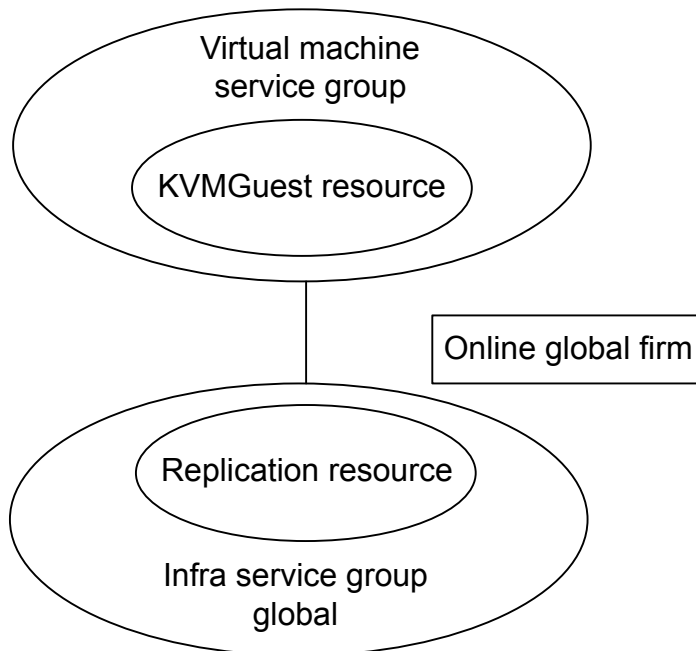 Virtual machine
service group
KVMGuest resource
Online global firm
Replication resource
Infra service group
global